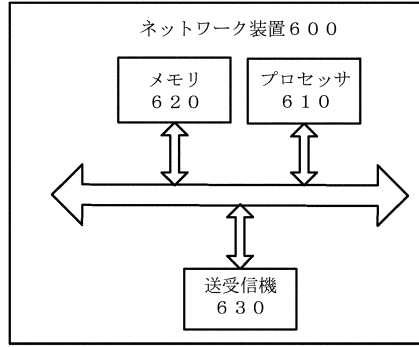 ネットワーク装置６００
メモリ
６２０
プロセッサ
６１０
送受信機
６３０